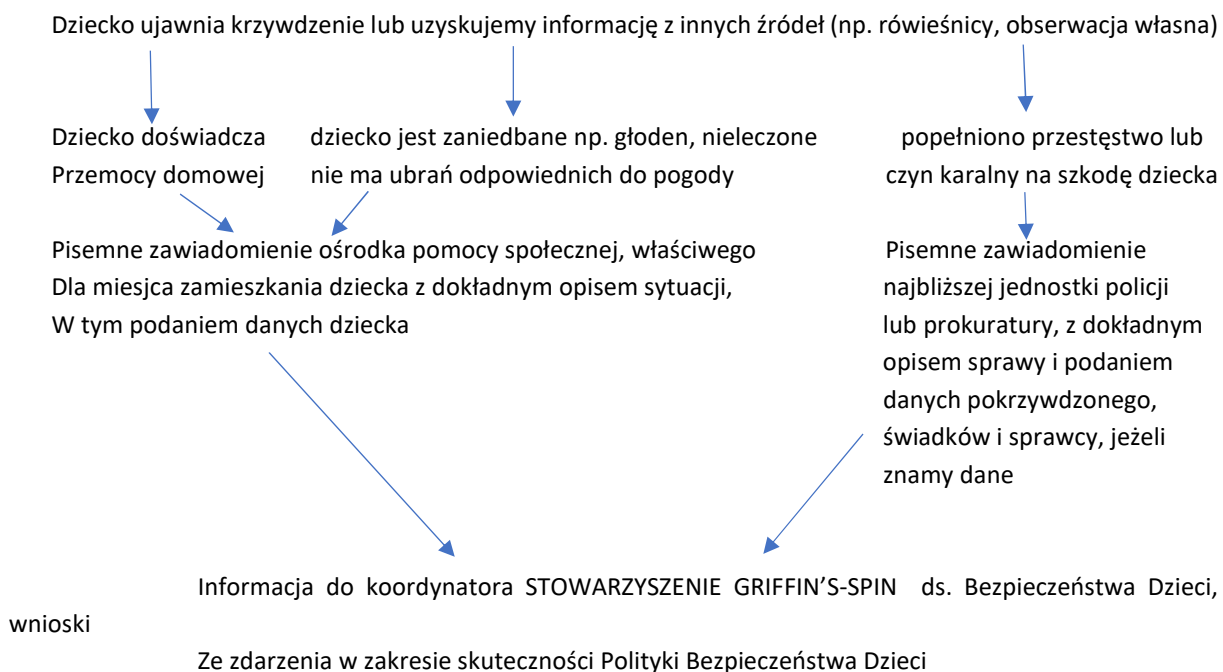 Dziecko ujawnia krzywdzenie lub uzyskujemy informację z innych źródeł (np. rówieśnicy, obserwacja własna)
Dziecko doświadcza
Przemocy domowej
dziecko jest zaniedbane np. głoden, nieleczone
nie ma ubrań odpowiednich do pogody
popełniono przestęstwo lub
czyn karalny na szkodę dziecka
Pisemne zawiadomienie ośrodka pomocy społecznej, właściwego
Dla miesjca zamieszkania dziecka z dokładnym opisem sytuacji,
W tym podaniem danych dziecka
Pisemne zawiadomienie
najbliższej jednostki policji
lub prokuratury, z dokładnym
opisem sprawy i podaniem
danych pokrzywdzonego,
świadków i sprawcy, jeżeli
znamy dane
Informacja do koordynatora STOWARZYSZENIE GRIFFIN’S-SPIN ds. Bezpieczeństwa Dzieci,
wnioski
Ze zdarzenia w zakresie skuteczności Polityki Bezpieczeństwa Dzieci